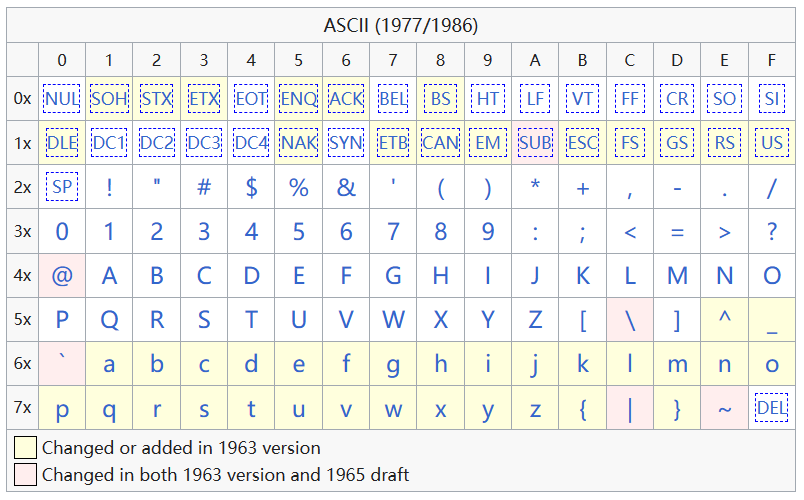 ASCII (1977/1986)
0 1 2 3 4 5 6 7 8 9 A B C D E F
0x NUL SOH STX ETX EOT ENQ ACK BEL BS HT LF VT FF CR SO SI
1x DLE DC1 DC2 DC3 DC4 NAK SYN ETB CAN EM SUB ESC FS GS RS US
2x SP ! " # $ % & ' ( ) * + , - . /
3x 0 1 2 3 4 5 6 7 8 9 : ; < = > ?
4x @ A B C D E F G H I J K L M N O
5x P Q R S T U V W X Y Z [ \ ] ^ _
6x ` a b c d e f g h i j k l m n o
7x p q r s t u v w x y z { | } ~ DEL
Changed or added in 1963 version
Changed in both 1963 version and 1965 draft